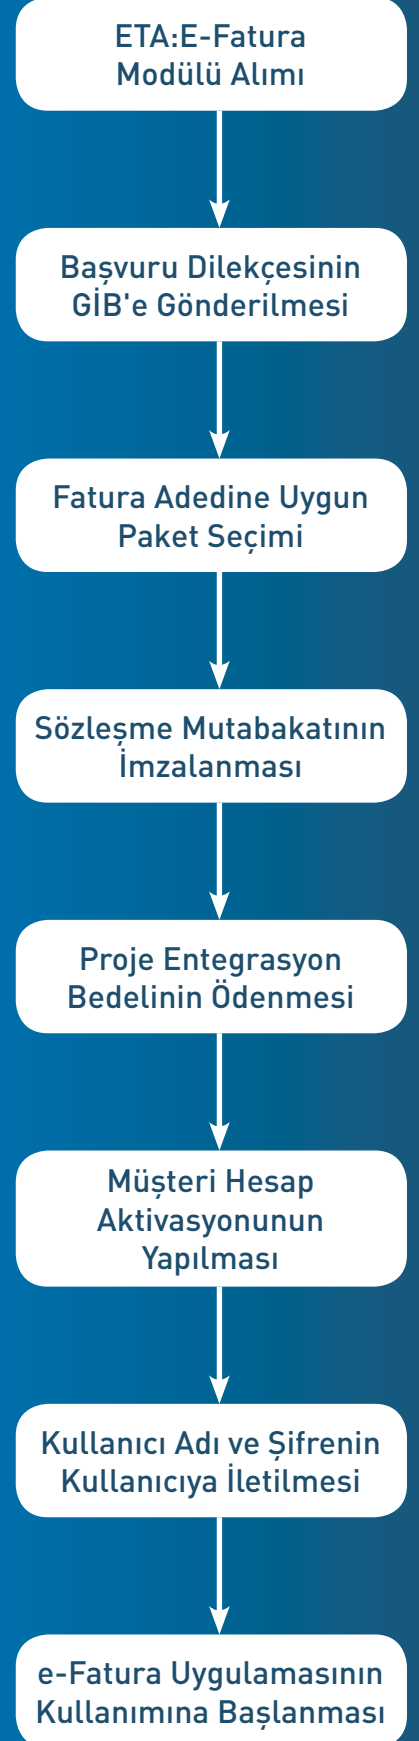 ETA:E-Fatura
Modülü Alımı
Başvuru Dilekçesinin
GİB'e Gönderilmesi
Fatura Adedine Uygun
Paket Seçimi
Sözleşme Mutabakatının
İmzalanması
Proje Entegrasyon
Bedelinin Ödenmesi
Müşteri Hesap
Aktivasyonunun
Yapılması
Kullanıcı Adı ve Şifrenin
Kullanıcıya İletilmesi
e-Fatura Uygulamasının
Kullanımına Başlanması